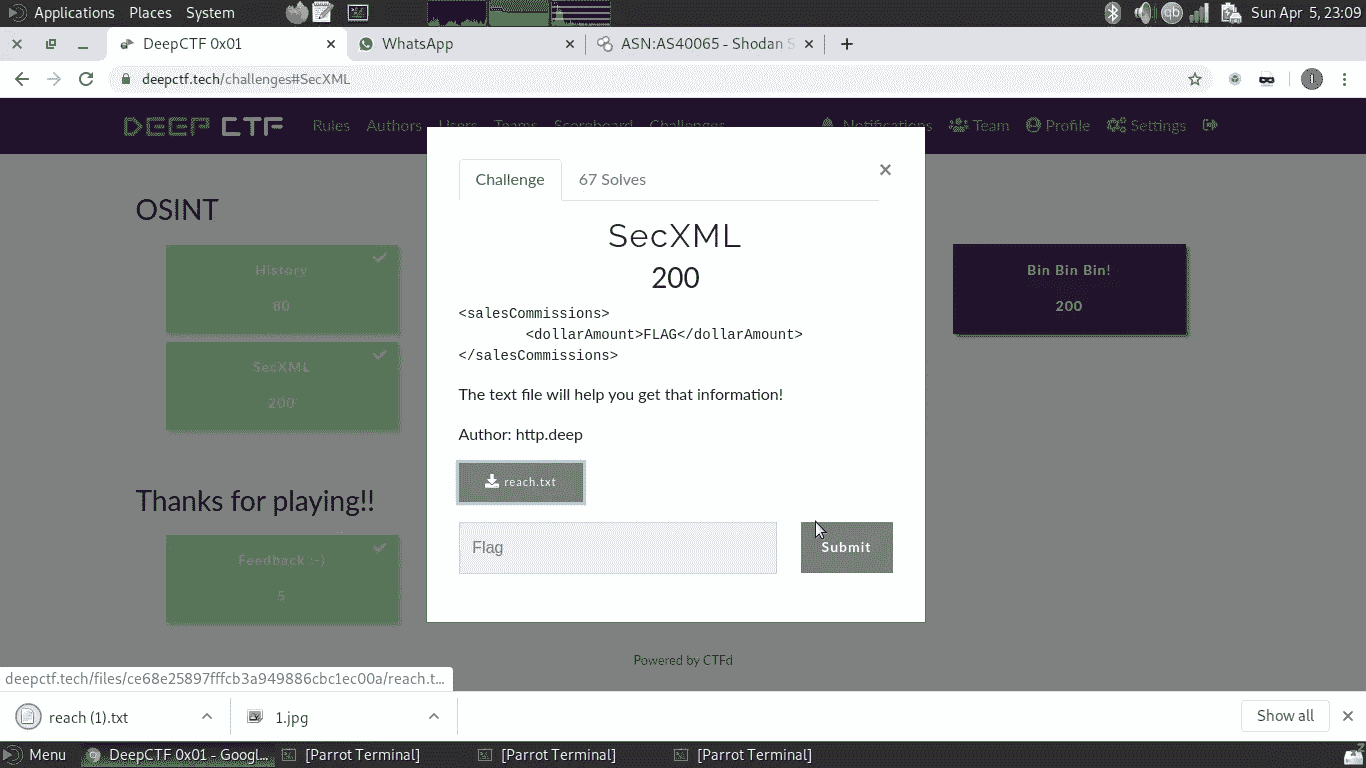 Applications Places System
Sun Apr 5, 23:09
DeepCTF 0x01
WhatsApp
ASN:AS40065 - Shodan S
deepctf.tech/challenges#SecXML
DEEP CTF Rules Authors Users Teams Scoreboard Challenges Notifications Team Profile Settings
Challenge
67 Solves
OSINT
SecXML
200
<salesCommissions>
<dollarAmount>FLAG</dollarAmount>
</salesCommissions>
The text file will help you get that information!
Author: http.deep
reach.txt
Flag
Submit
History
80
SecXML
200
Bin Bin Bin!
200
Thanks for playing!!
Feedback :-)
5
Powered by CTFd
deepctf.tech/files/ce68e25897fffcb3a949886cbc1ec00a/reach.t...
reach (1).txt
1.jpg
Show all
Menu
DeepCTF 0x01 - Googl...
[Parrot Terminal]
[Parrot Terminal]
[Parrot Terminal]